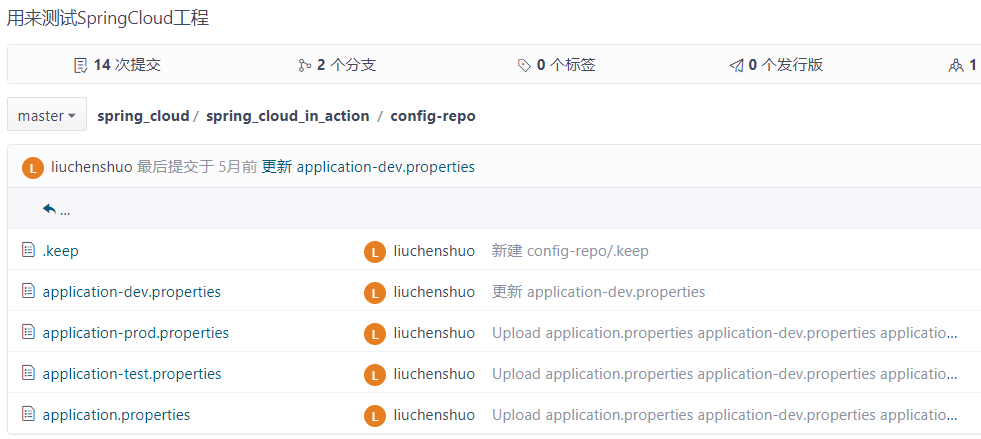 用来测试SpringCloud工程
14 次提交 2 个分支 0 个标签 0 个发行版 1
master spring_cloud / spring_cloud_in_action / config-repo
L liuchenshuo 最后提交于 5月前 更新 application-dev.properties
...
.keep L liuchenshuo 新建 config-repo/.keep
application-dev.properties L liuchenshuo 更新 application-dev.properties
application-prod.properties L liuchenshuo Upload application.properties application-dev.properties applicatio...
application-test.properties L liuchenshuo Upload application.properties application-dev.properties applicatio...
application.properties L liuchenshuo Upload application.properties application-dev.properties applicatio...